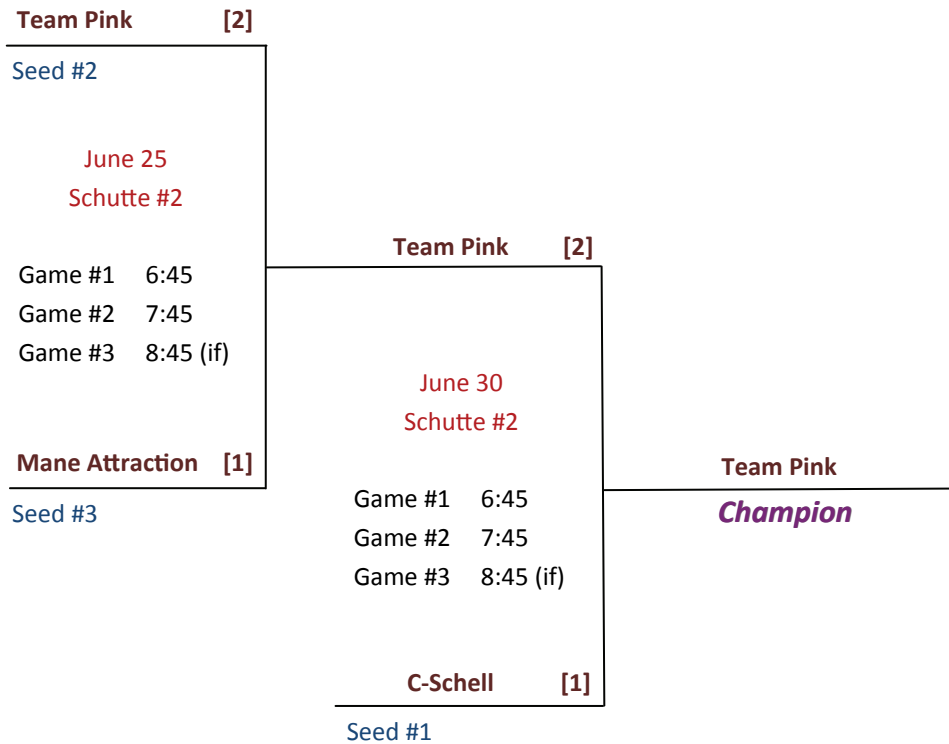 Team Pink [2]
Seed #2
June 25
Schutte #2
Game #1 6:45
Game #2 7:45
Game #3 8:45 (if)
Mane Attraction [1]
Seed #3
Team Pink [2]
June 30
Schutte #2
Game #1 6:45
Game #2 7:45
Game #3 8:45 (if)
C-Schell [1]
Seed #1
Team Pink
Champion